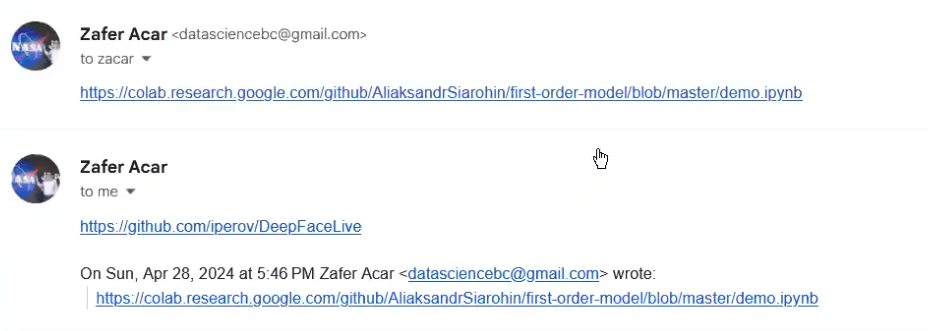 Zafer Acar <datasciencebc@gmail.com>
to zacar
https://colab.research.google.com/github/AliaksandrSiarohin/first-order-model/blob/master/demo.ipynb
Zafer Acar
to me
https://github.com/iperov/DeepFaceLive
On Sun, Apr 28, 2024 at 5:46 PM Zafer Acar <datasciencebc@gmail.com> wrote:
https://colab.research.google.com/github/AliaksandrSiarohin/first-order-model/blob/master/demo.ipynb